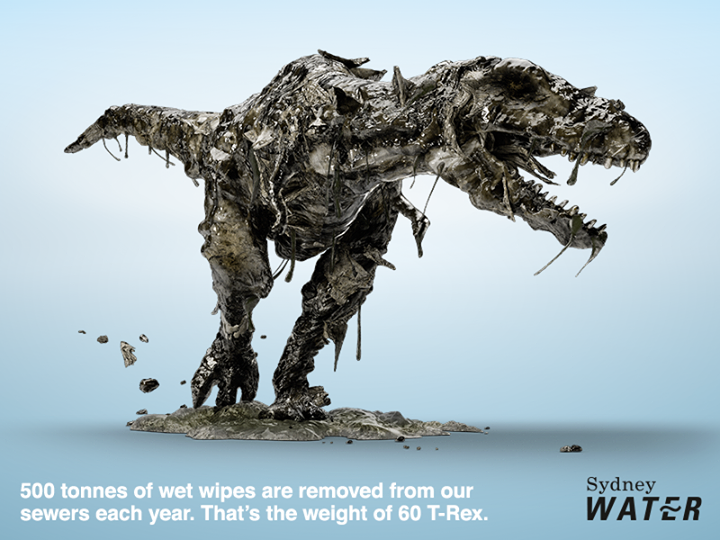 500 tonnes of wet wipes are removed from our
sewers each year. That's the weight of 60 T-Rex.
Sydney
WATER